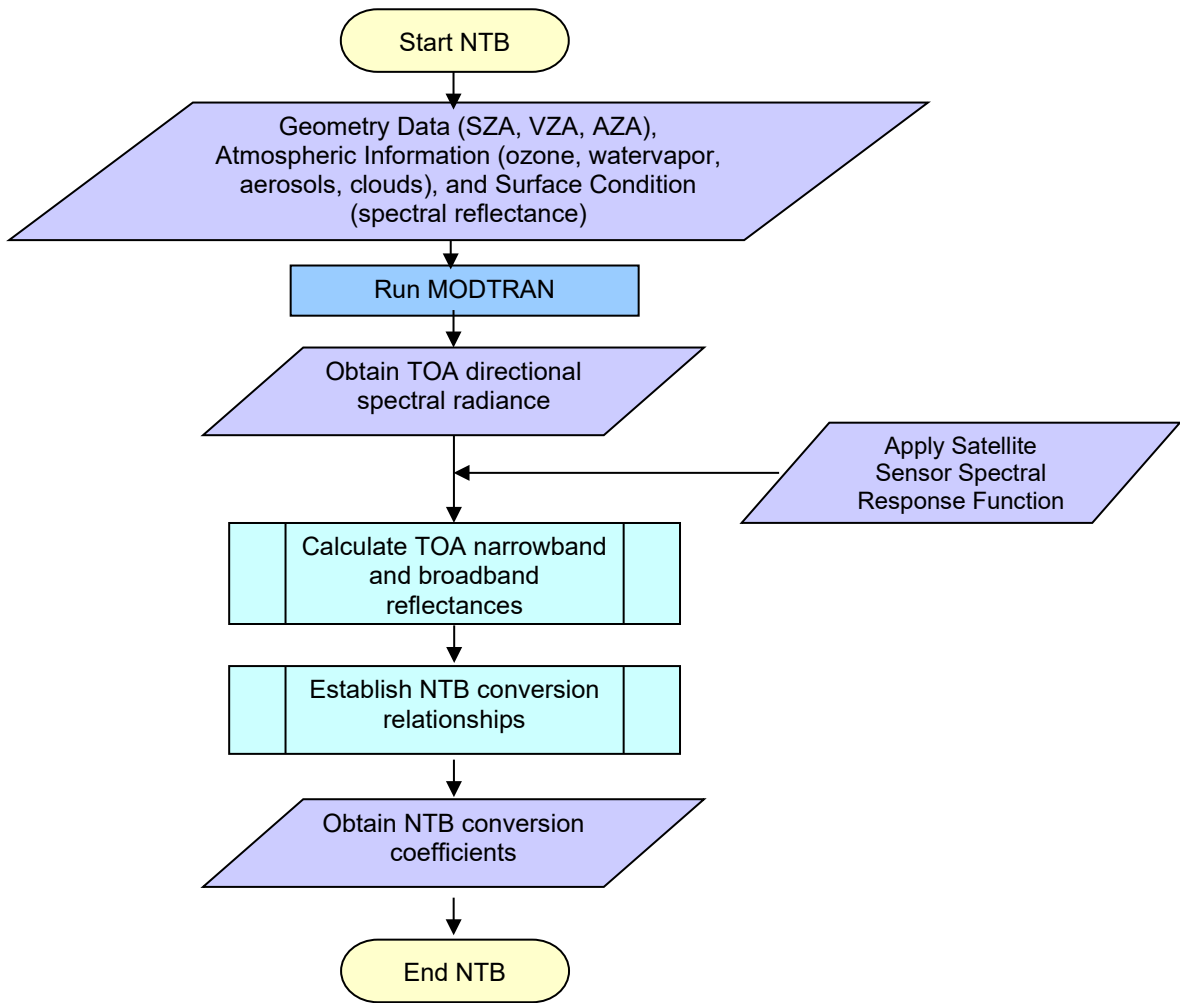 Start NTB
Geometry Data (SZA, VZA, AZA),
Atmospheric Information (ozone, watervapor,
aerosols, clouds), and Surface Condition
(spectral reflectance)
Run MODTRAN
Obtain TOA directional
spectral radiance
Apply Satellite
Sensor Spectral
Response Function
Calculate TOA narrowband
and broadband
reflectances
Establish NTB conversion
relationships
Obtain NTB conversion
coefficients
End NTB